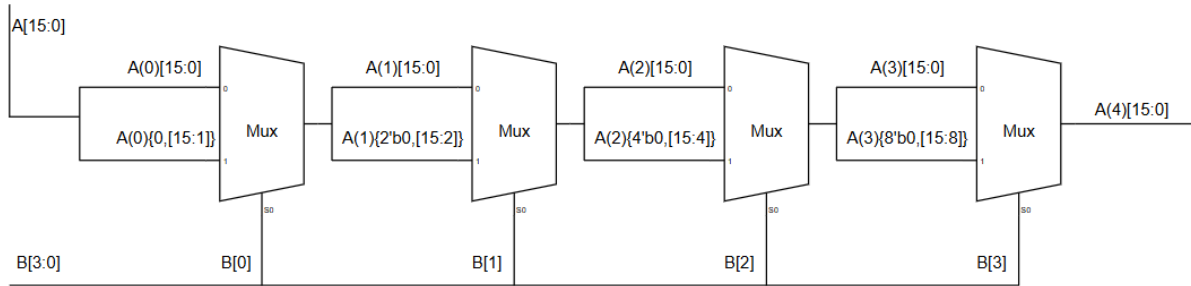 A[15:0]
A(0)[15:0] A(1)[15:0] A(2)[15:0] A(3)[15:0]
0 0 0 0
A(4)[15:0]
Mux Mux Mux Mux
A(0){0,[15:1]} A(1){2'b0,[15:2]} A(2){4'b0,[15:4]} A(3){8'b0,[15:8]}
1 1 1 1
S0 S0 S0 S0
B[3:0] B[0] B[1] B[2] B[3]